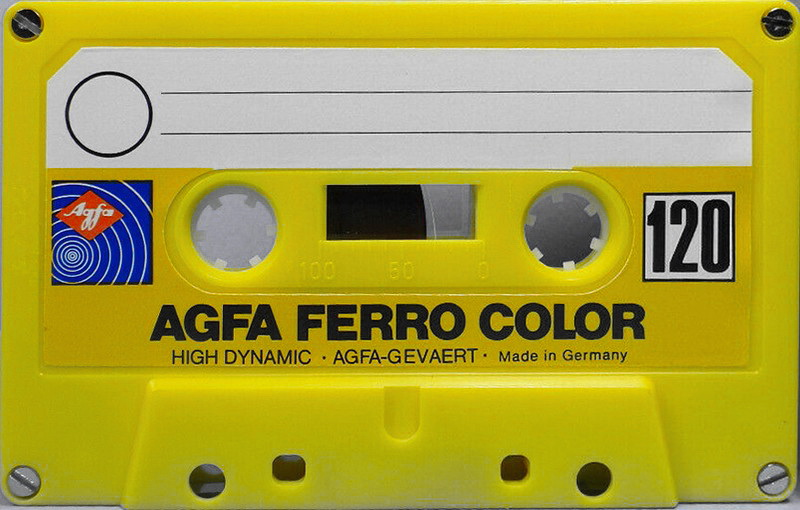 Agfa
120
100 50 0
AGFA FERRO COLOR
HIGH DYNAMIC · AGFA-GEVAERT · Made in Germany